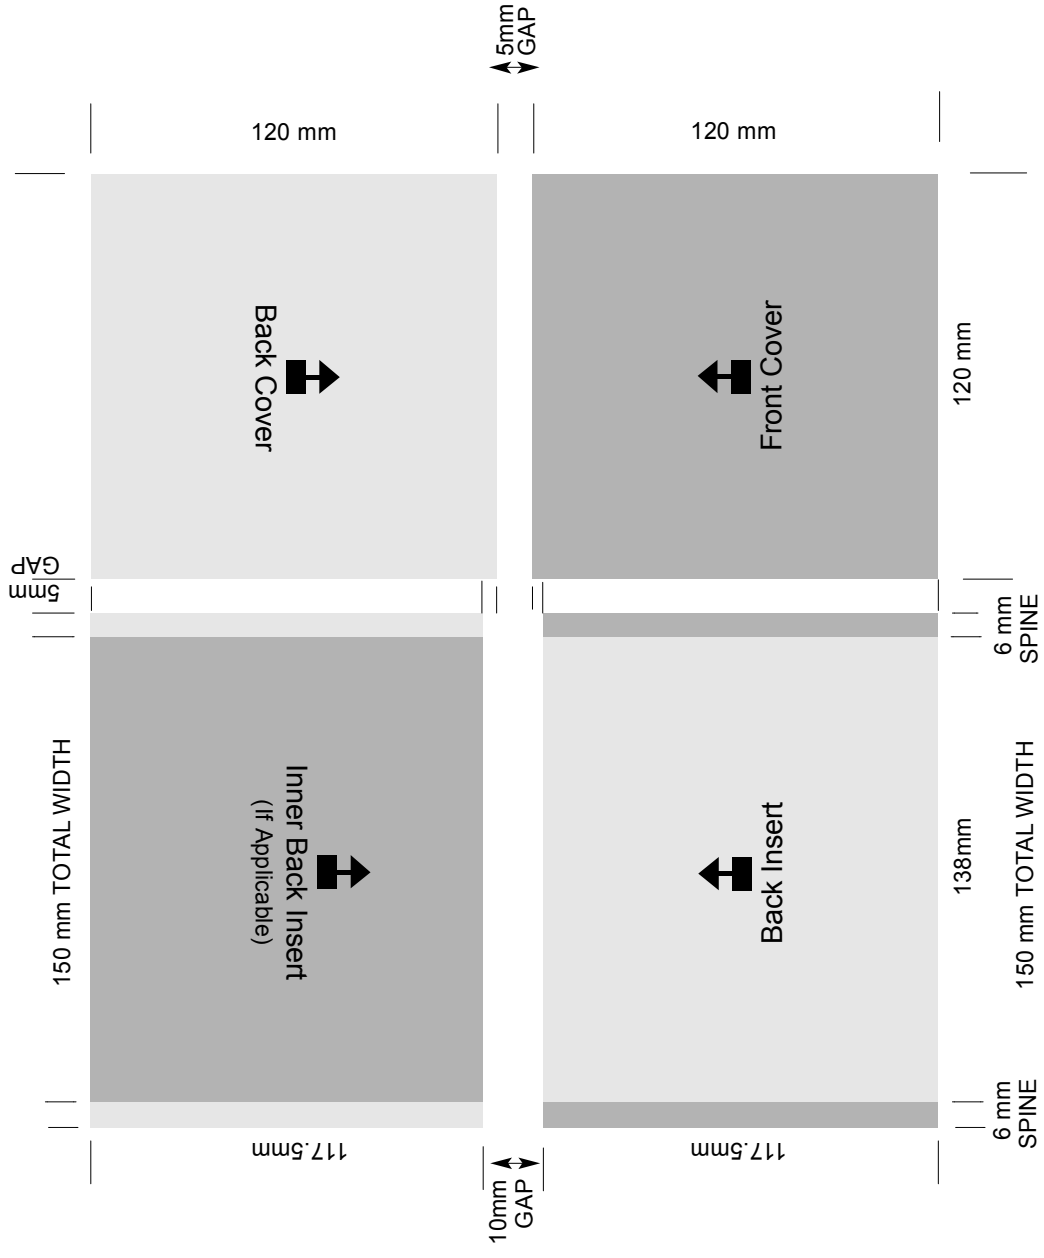 5mm
GAP
120 mm
120 mm
Back Cover
Front Cover
120 mm
5mm
GAP
6 mm
SPINE
150 mm TOTAL WIDTH
Inner Back Insert
(If Applicable)
Back Insert
138mm
150 mm TOTAL WIDTH
6 mm
SPINE
117.5mm
117.5mm
10mm
GAP